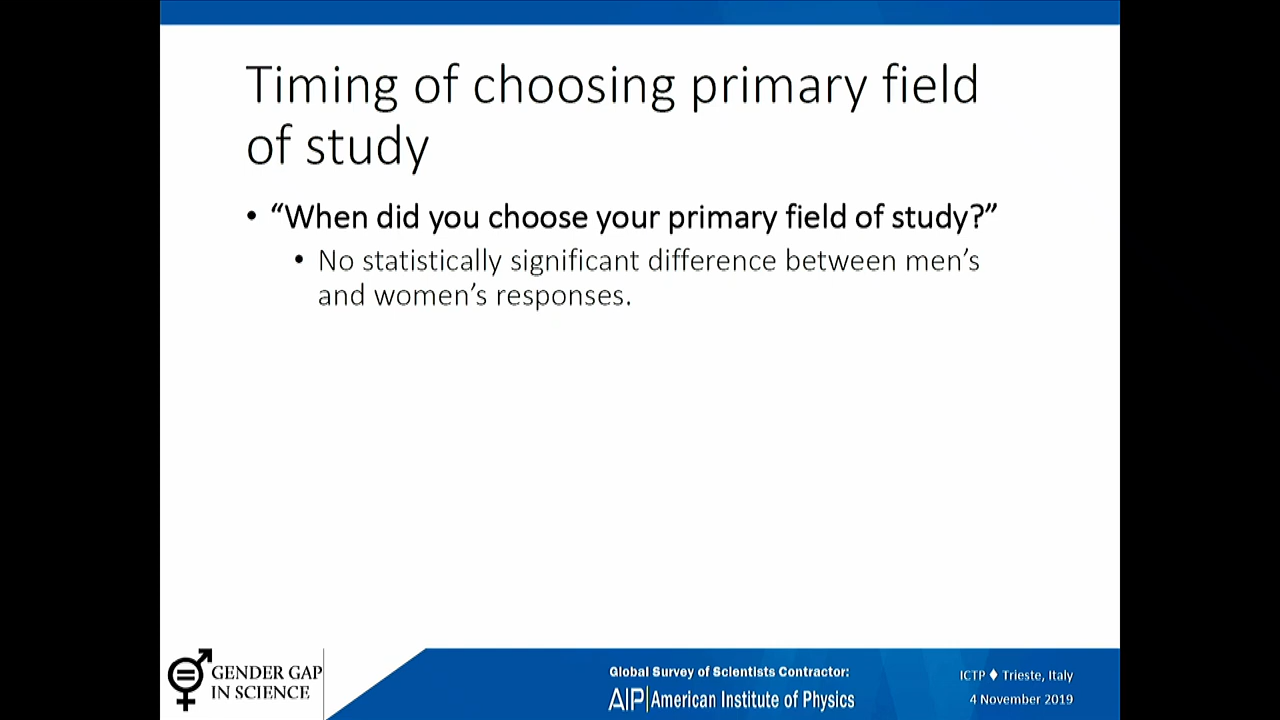 Timing of choosing primary field
of study
• “When did you choose your primary field of study?”
• No statistically significant difference between men’s
and women’s responses.
GENDER GAP
IN SCIENCE
Global Survey of Scientists Contractor:
AIP|American Institute of Physics
ICTP ♦ Trieste, Italy
4 November 2019